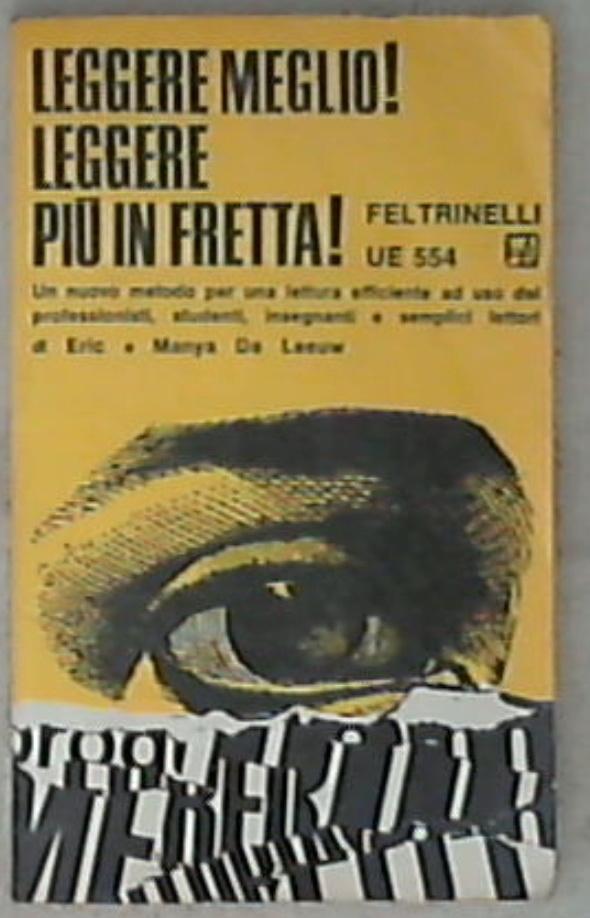 LEGGERE MEGLIO!
LEGGERE
PIÙ IN FRETTA!
FELTRINELLI
UE 554
Un nuovo metodo per una lettura efficiente ad uso dei
professionisti, studenti, insegnanti e semplici lettori
di Eric e Manya De Leeuw